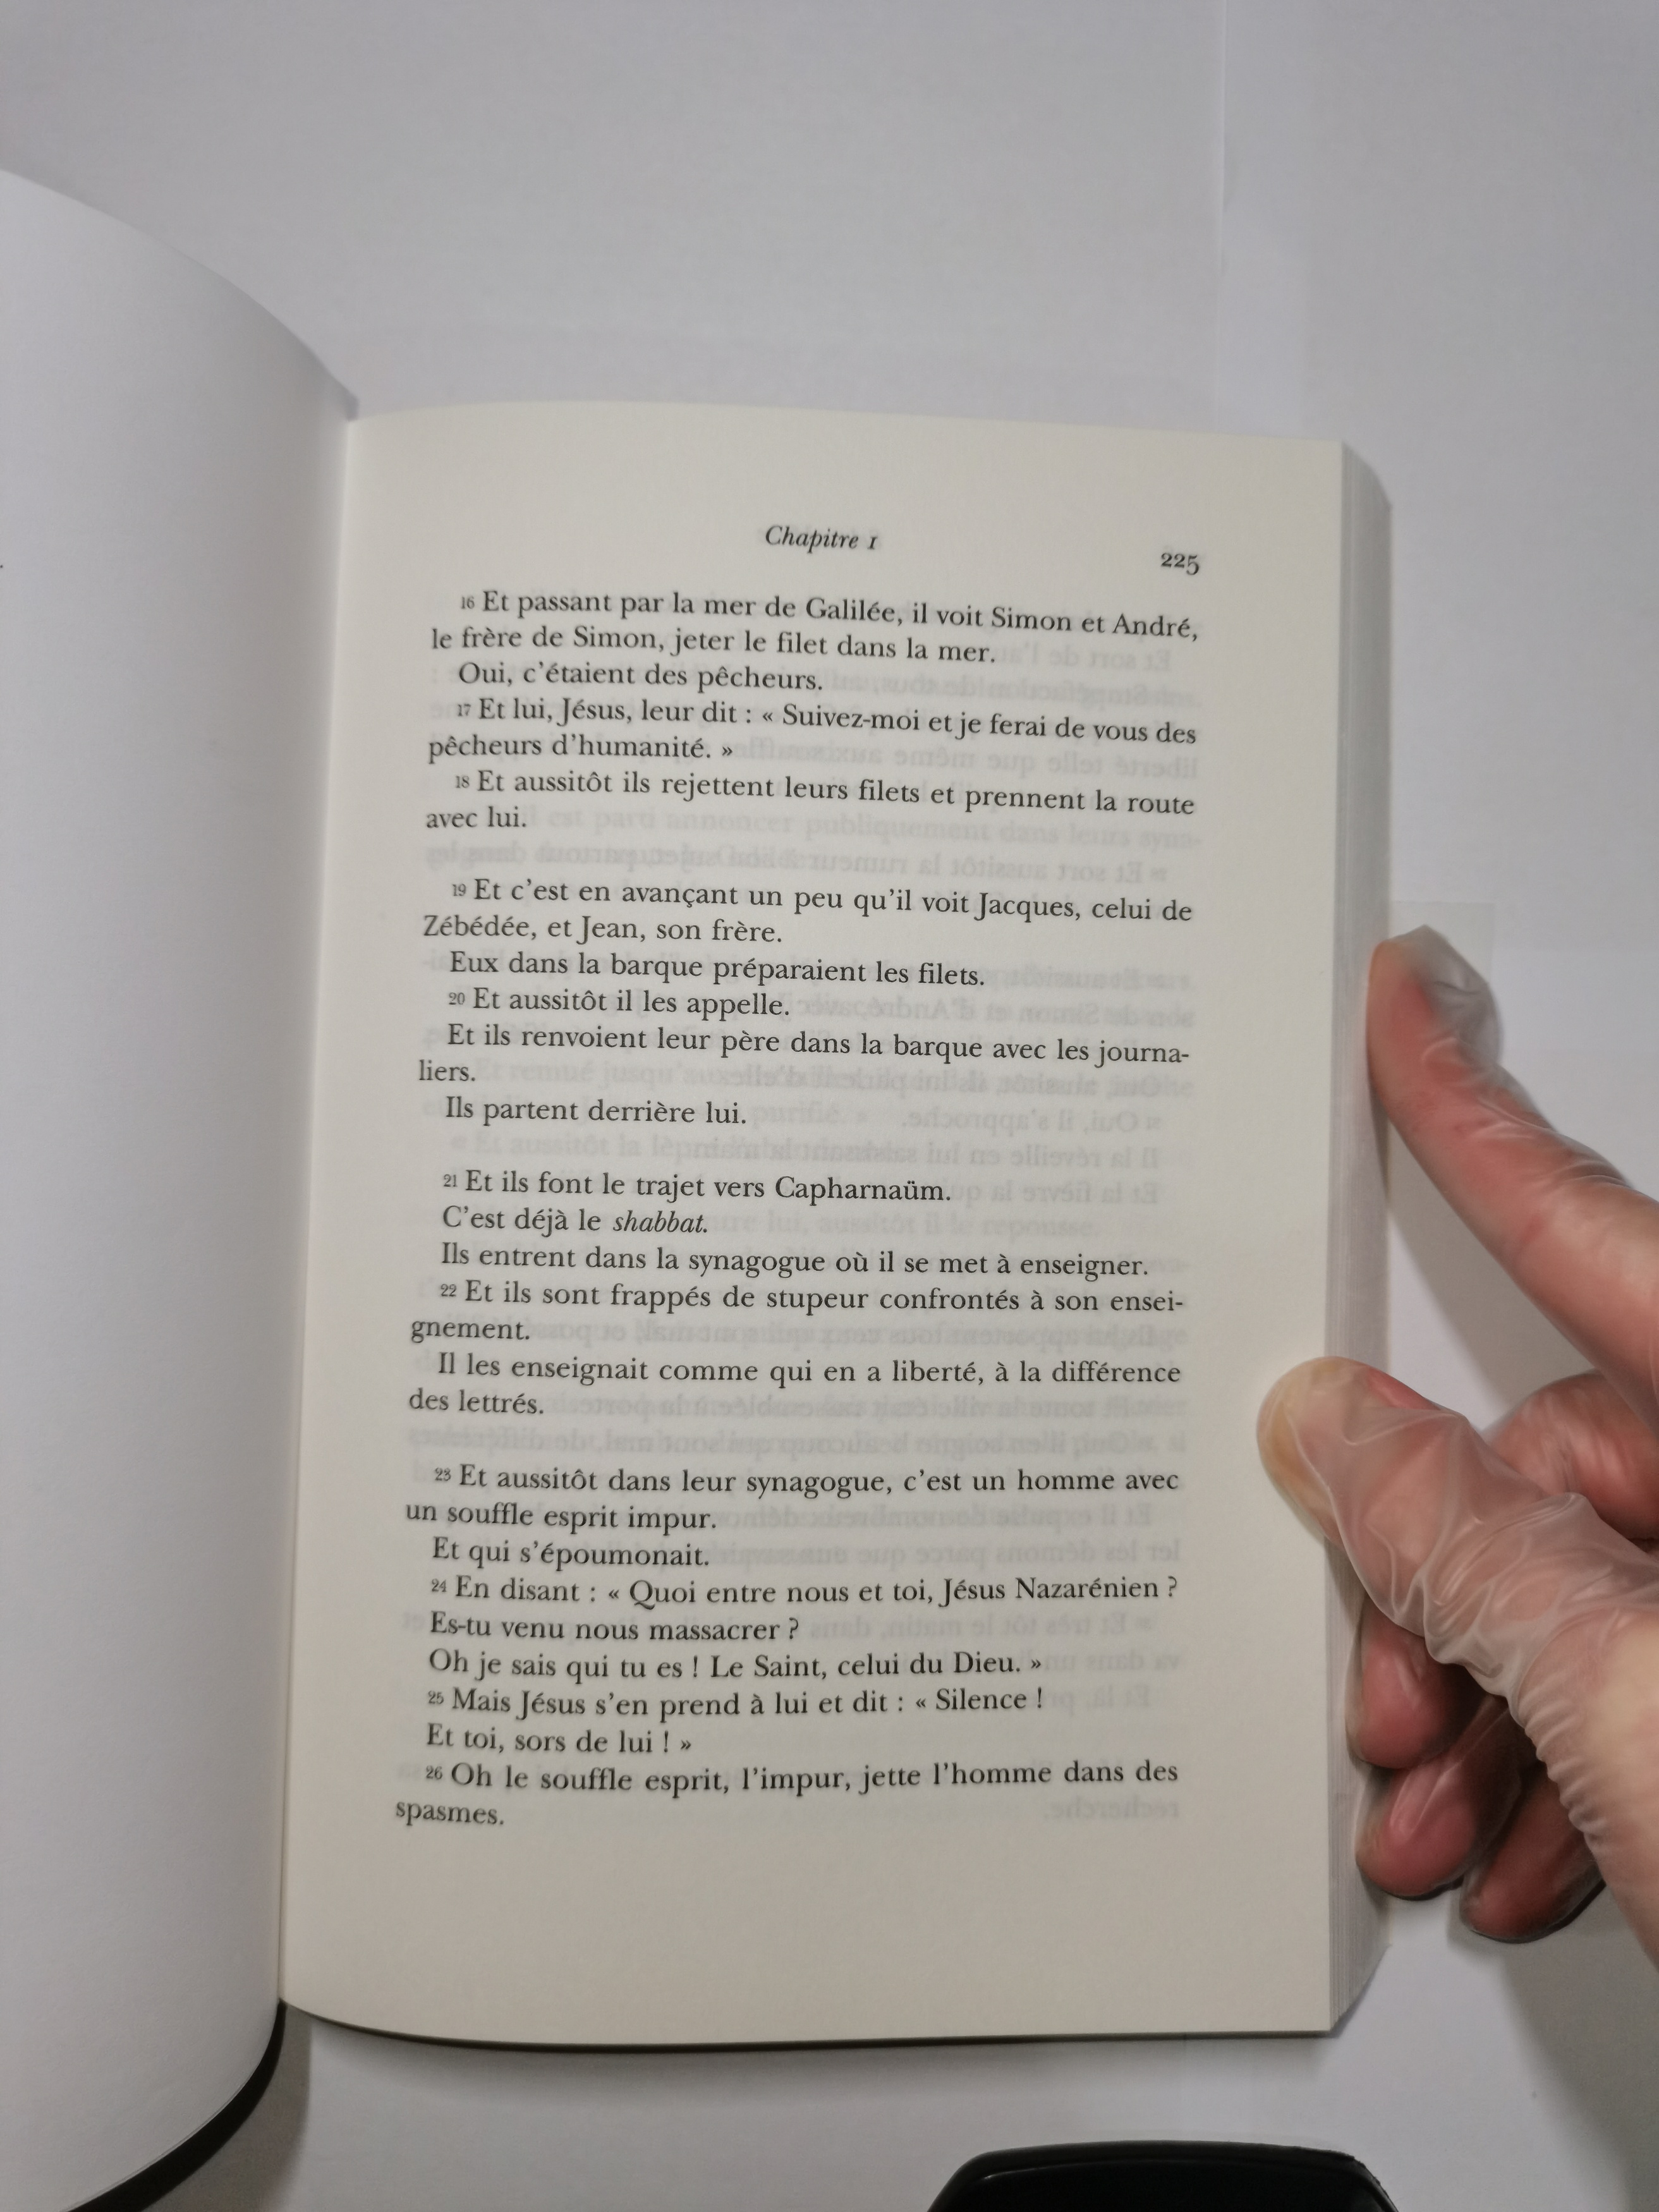 Chapitre 1
225
16 Et passant par la mer de Galilée, il voit Simon et André,
le frère de Simon, jeter le filet dans la mer.
Oui, c'étaient des pêcheurs.
17 Et lui, Jésus, leur dit : « Suivez-moi et je ferai de vous des
pêcheurs d'humanité. »
18 Et aussitôt ils rejettent leurs filets et prennent la route
avec lui.
19 Et c'est en avançant un peu qu'il voit Jacques, celui de
Zébédée, et Jean, son frère.
Eux dans la barque préparaient les filets.
20 Et aussitôt il les appelle.
Et ils renvoient leur père dans la barque avec les journa-
liers.
Ils partent derrière lui.
21 Et ils font le trajet vers Capharnaüm.
C'est déjà le shabbat.
Ils entrent dans la synagogue où il se met à enseigner.
22 Et ils sont frappés de stupeur confrontés à son ensei-
gnement.
Il les enseignait comme qui en a liberté, à la différence
des lettrés.
23 Et aussitôt dans leur synagogue, c'est un homme avec
un souffle esprit impur.
Et qui s'époumonait.
24 En disant : « Quoi entre nous et toi, Jésus Nazarénien ?
Es-tu venu nous massacrer ?
Oh je sais qui tu es ! Le Saint, celui du Dieu. »
25 Mais Jésus s'en prend à lui et dit : « Silence !
Et toi, sors de lui ! »
26 Oh le souffle esprit, l'impur, jette l'homme dans des
spasmes.